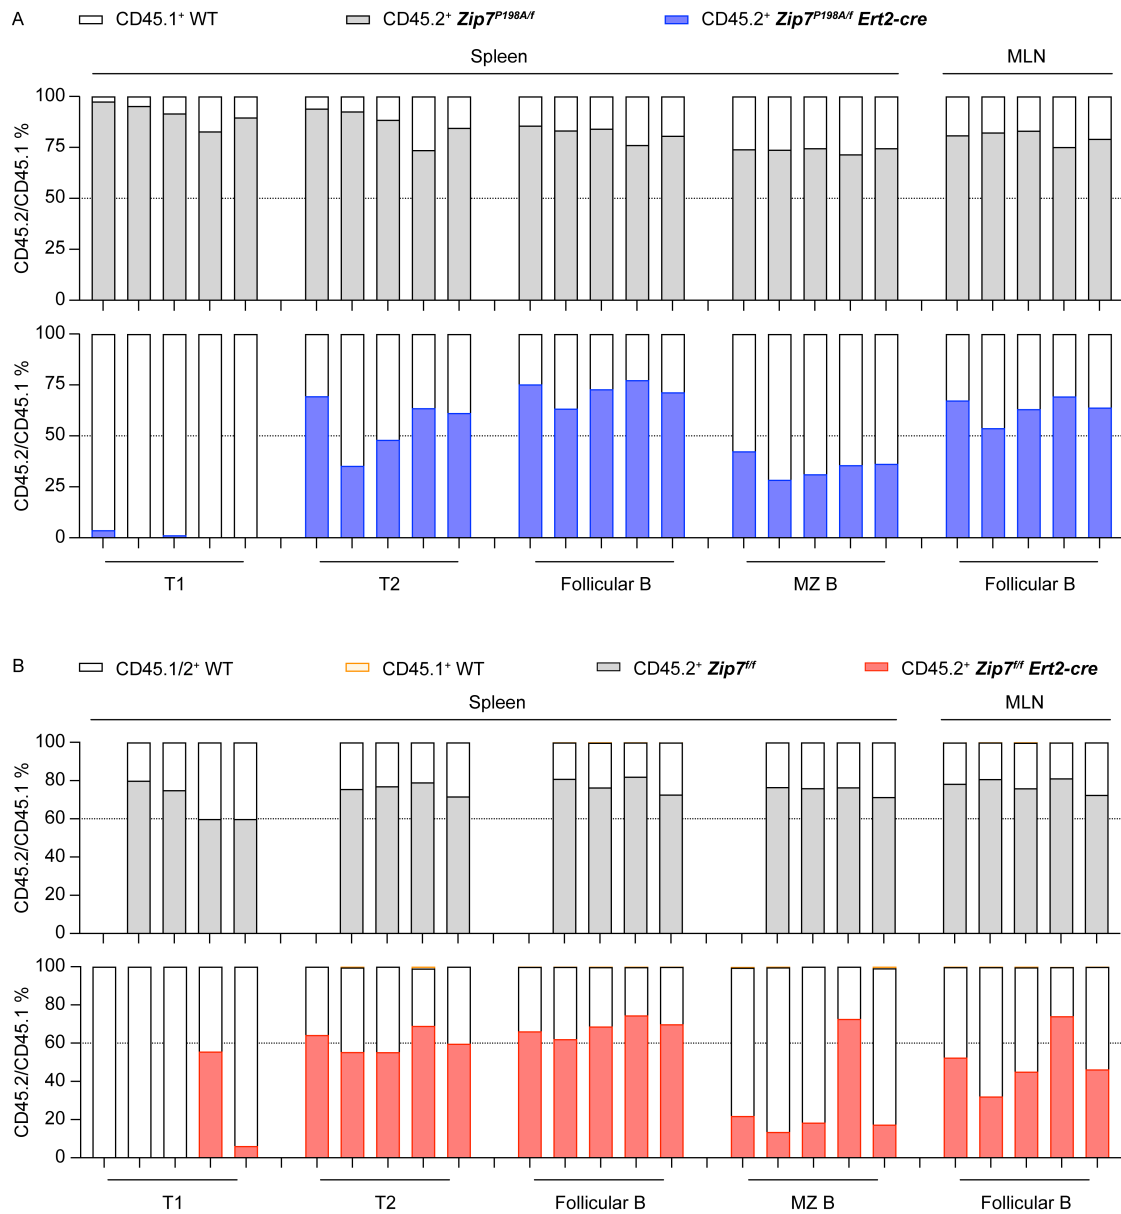 A
CD45.1⁺ WT
CD45.2⁺ Zip7ᴾ¹⁹⁸ᴬ/ᶠ
CD45.2⁺ Zip7ᴾ¹⁹⁸ᴬ/ᶠ Ert2-cre
Spleen
MLN
CD45.2/CD45.1 %
100
75
50
25
0
CD45.2/CD45.1 %
100
75
50
25
0
T1
T2
Follicular B
MZ B
Follicular B
B
CD45.1/2⁺ WT
CD45.1⁺ WT
CD45.2⁺ Zip7ᶠ/ᶠ
CD45.2⁺ Zip7ᶠ/ᶠ Ert2-cre
Spleen
MLN
CD45.2/CD45.1 %
100
80
60
40
20
0
CD45.2/CD45.1 %
100
80
60
40
20
0
T1
T2
Follicular B
MZ B
Follicular B